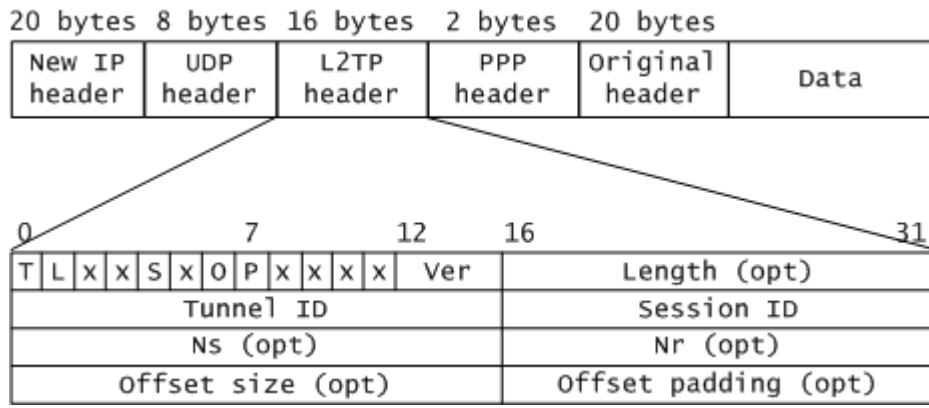 20 bytes 8 bytes 16 bytes 2 bytes 20 bytes
New IP header UDP header L2TP header PPP header Original header Data
0 7 12 16 31
T L x x S x O P x x x x Ver Length (opt)
Tunnel ID Session ID
Ns (opt) Nr (opt)
Offset size (opt) Offset padding (opt)